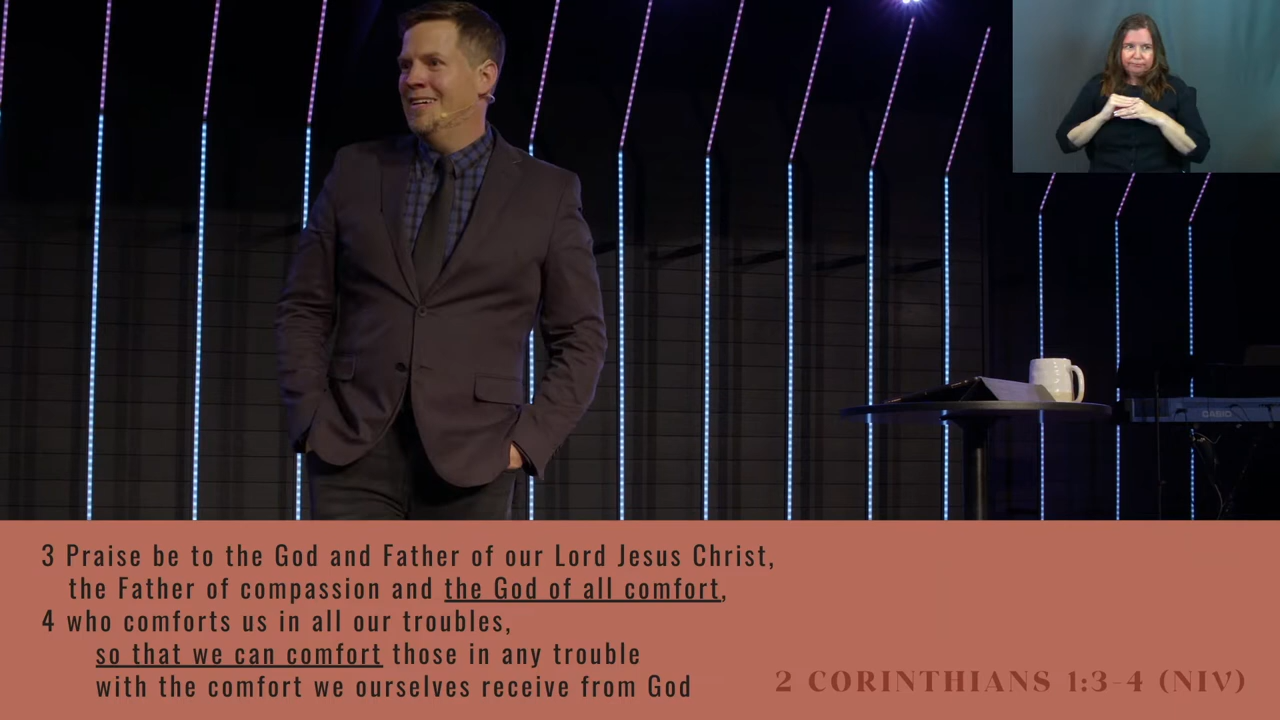 CASIO
3 Praise be to the God and Father of our Lord Jesus Christ,
the Father of compassion and the God of all comfort,
4 who comforts us in all our troubles,
so that we can comfort those in any trouble
with the comfort we ourselves receive from God
2 CORINTHIANS 1:3-4 (NIV)